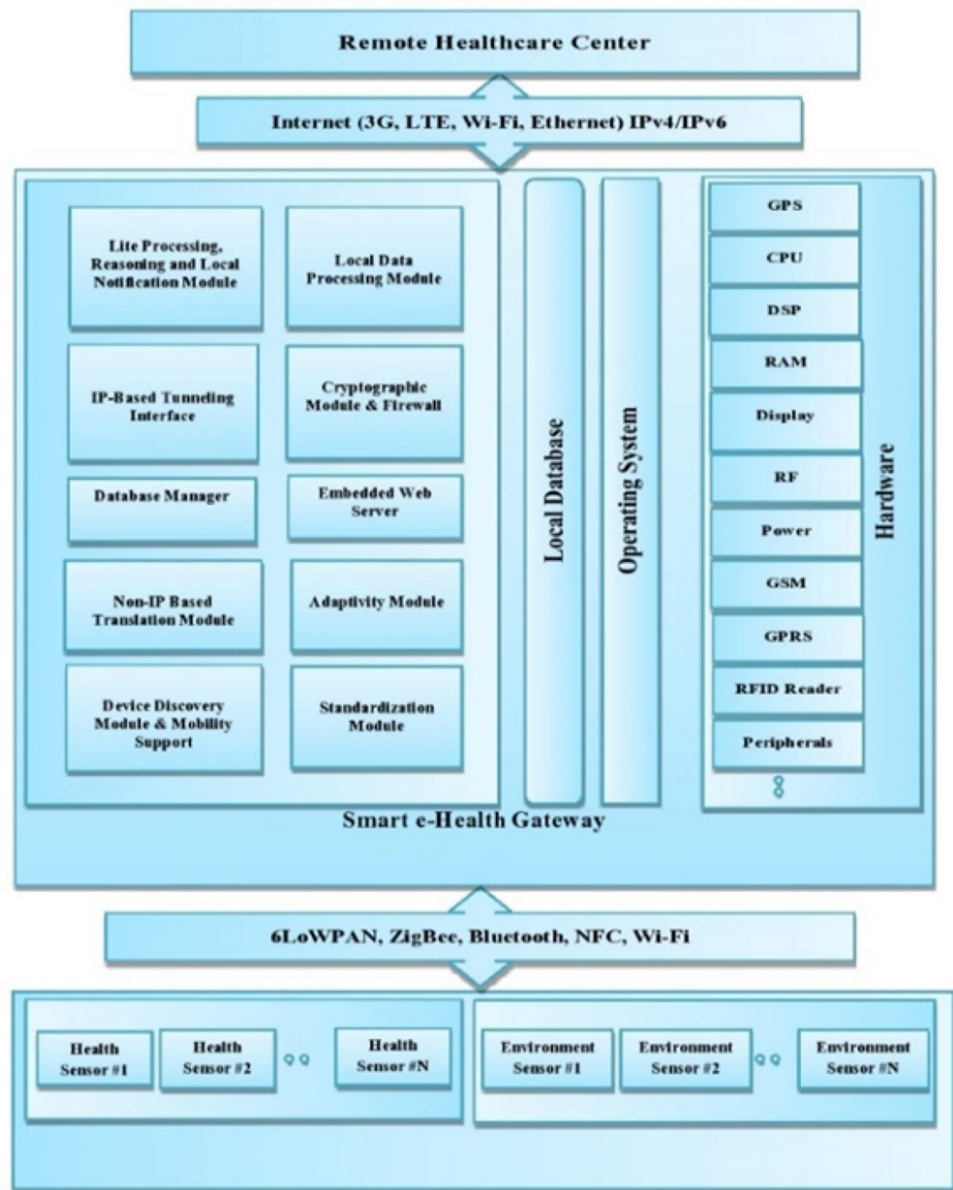 Remote Healthcare Center
Internet (3G, LTE, Wi-Fi, Ethernet) IPv4/IPv6
Lite Processing,
Reasoning and Local
Notification Module
Local Data
Processing Module
IP-Based Tunneling
Interface
Cryptographic
Module & Firewall
Database Manager
Embedded Web
Server
Non-IP Based
Translation Module
Adaptivity Module
Device Discovery
Module & Mobility
Support
Standardization
Module
Local Database
Operating System
GPS
CPU
DSP
RAM
Display
RF
Power
GSM
GPRS
RFID Reader
Peripherals
Hardware
Smart e-Health Gateway
6LoWPAN, ZigBee, Bluetooth, NFC, Wi-Fi
Health
Sensor #1
Health
Sensor #2
Health
Sensor #N
Environment
Sensor #1
Environment
Sensor #2
Environment
Sensor #N